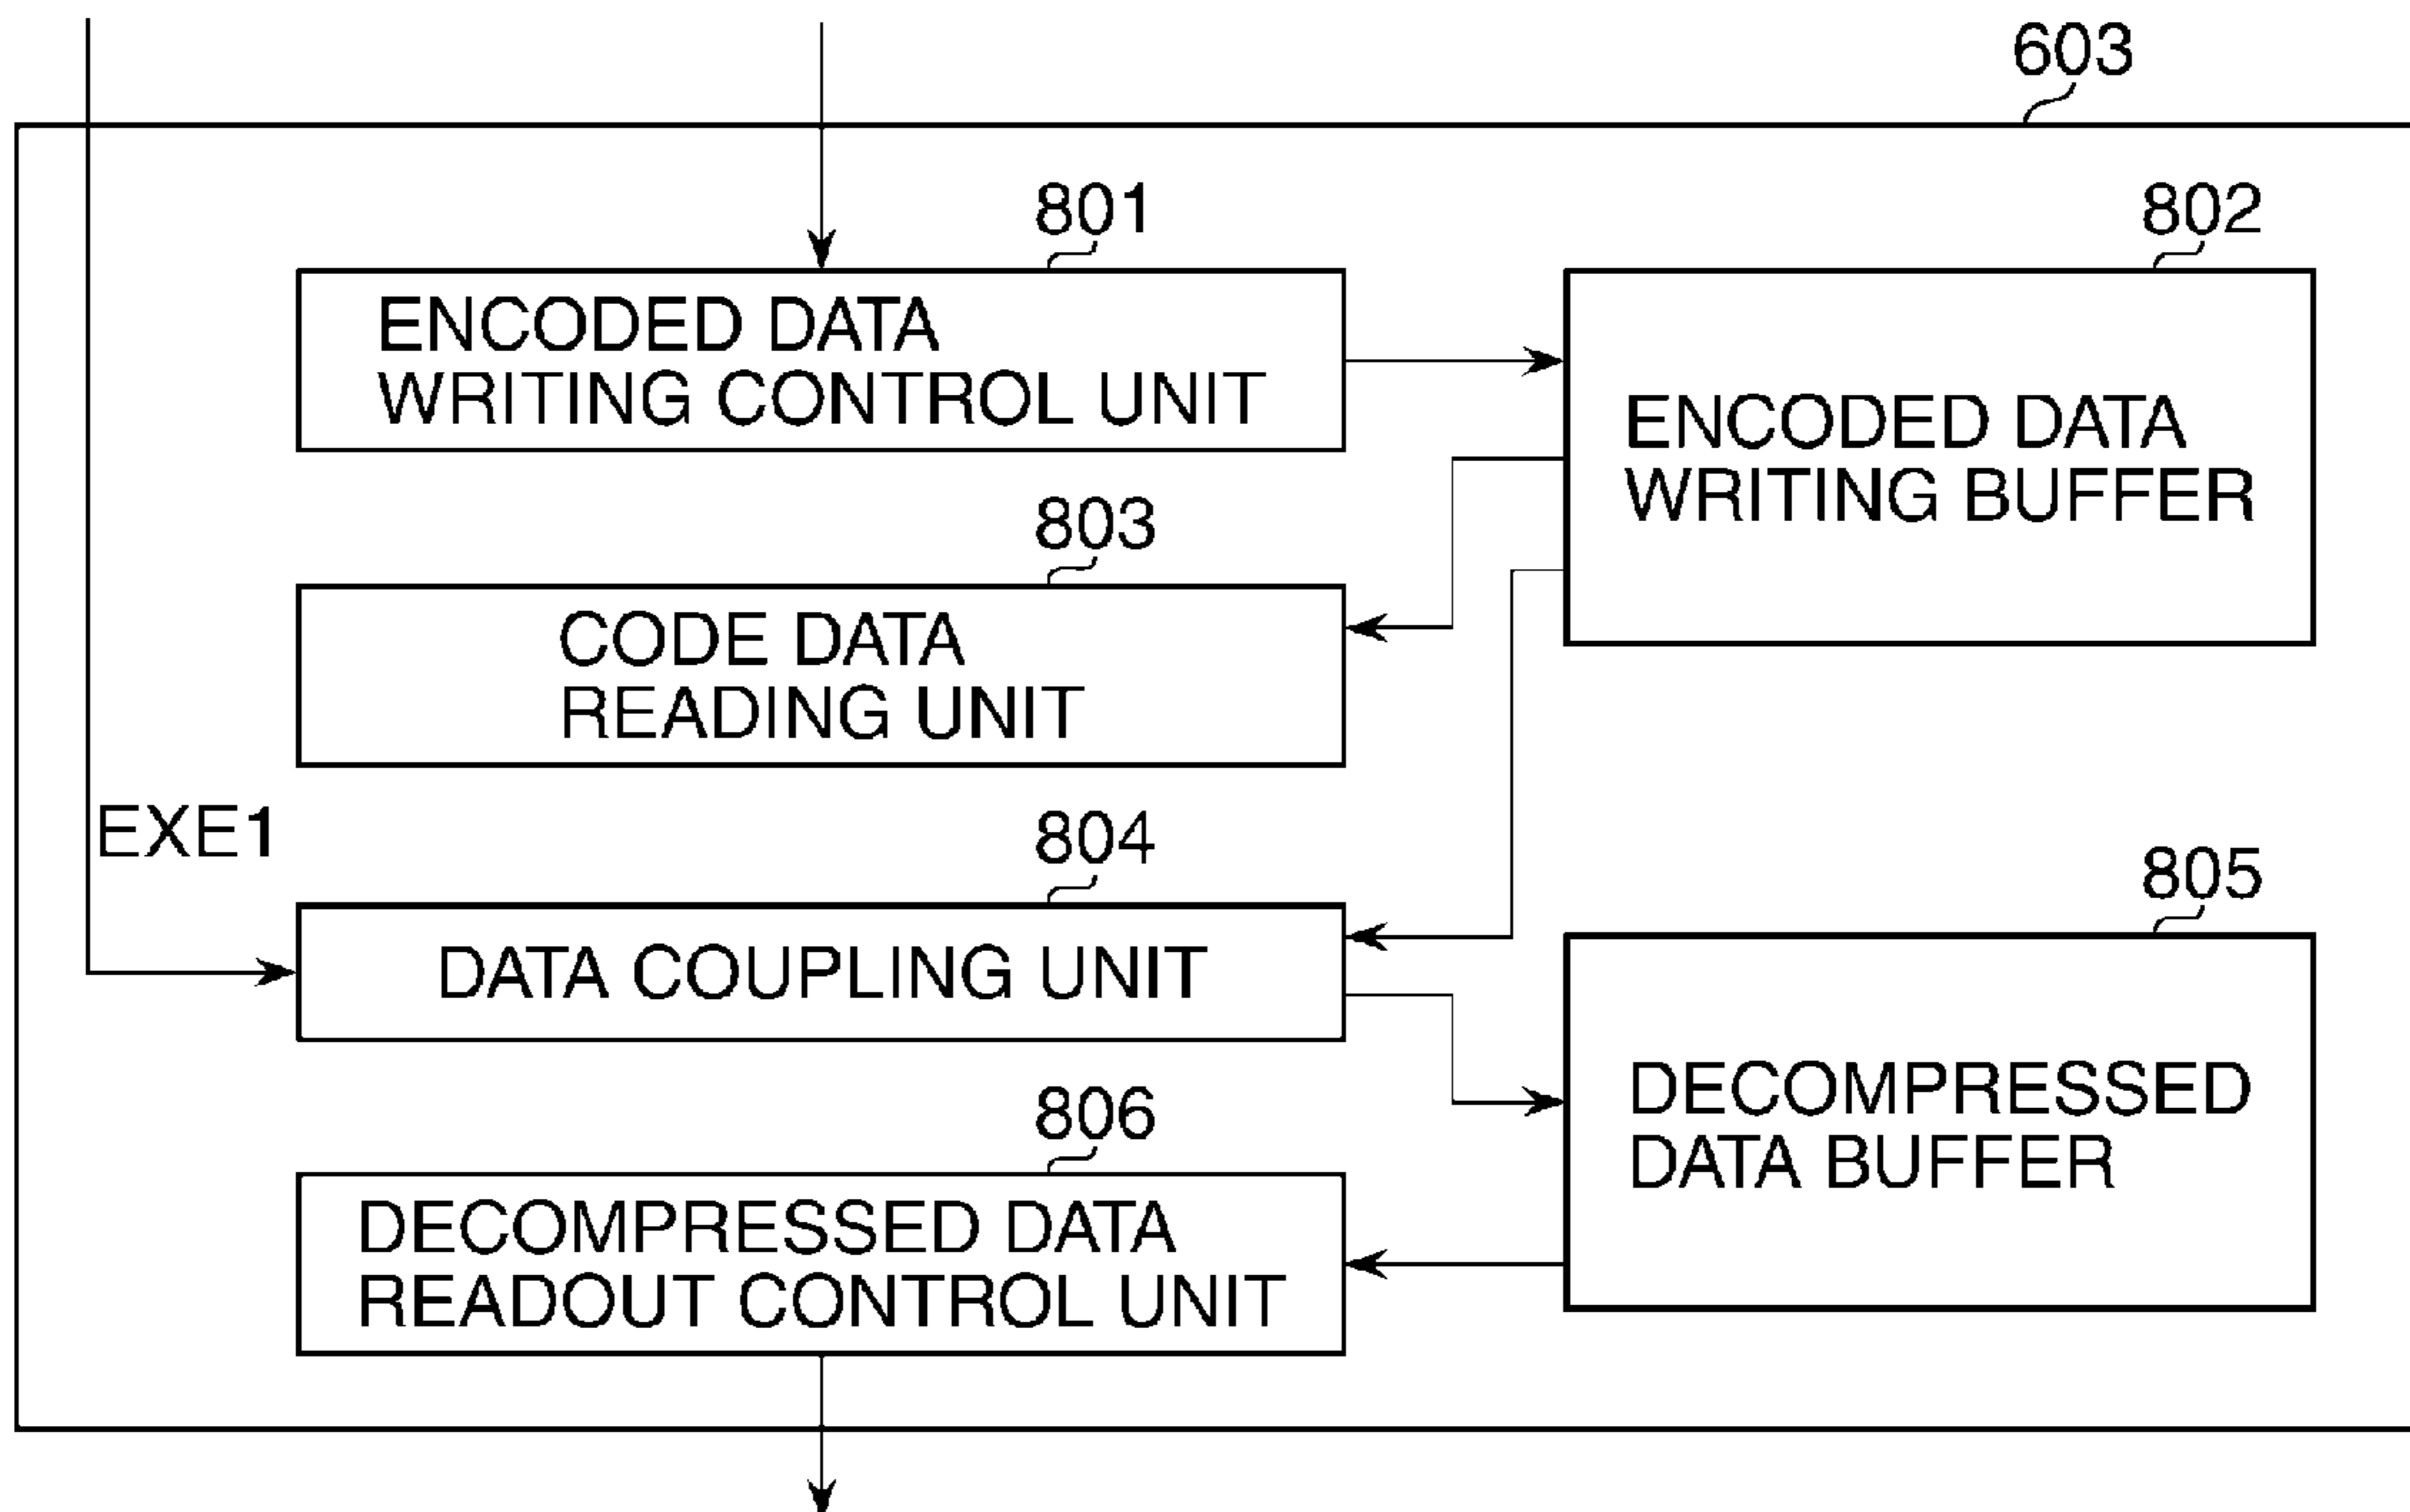 603
801
ENCODED DATA
WRITING CONTROL UNIT
802
ENCODED DATA
WRITING BUFFER
803
CODE DATA
READING UNIT
EXE1
804
DATA COUPLING UNIT
805
DECOMPRESSED
DATA BUFFER
806
DECOMPRESSED DATA
READOUT CONTROL UNIT